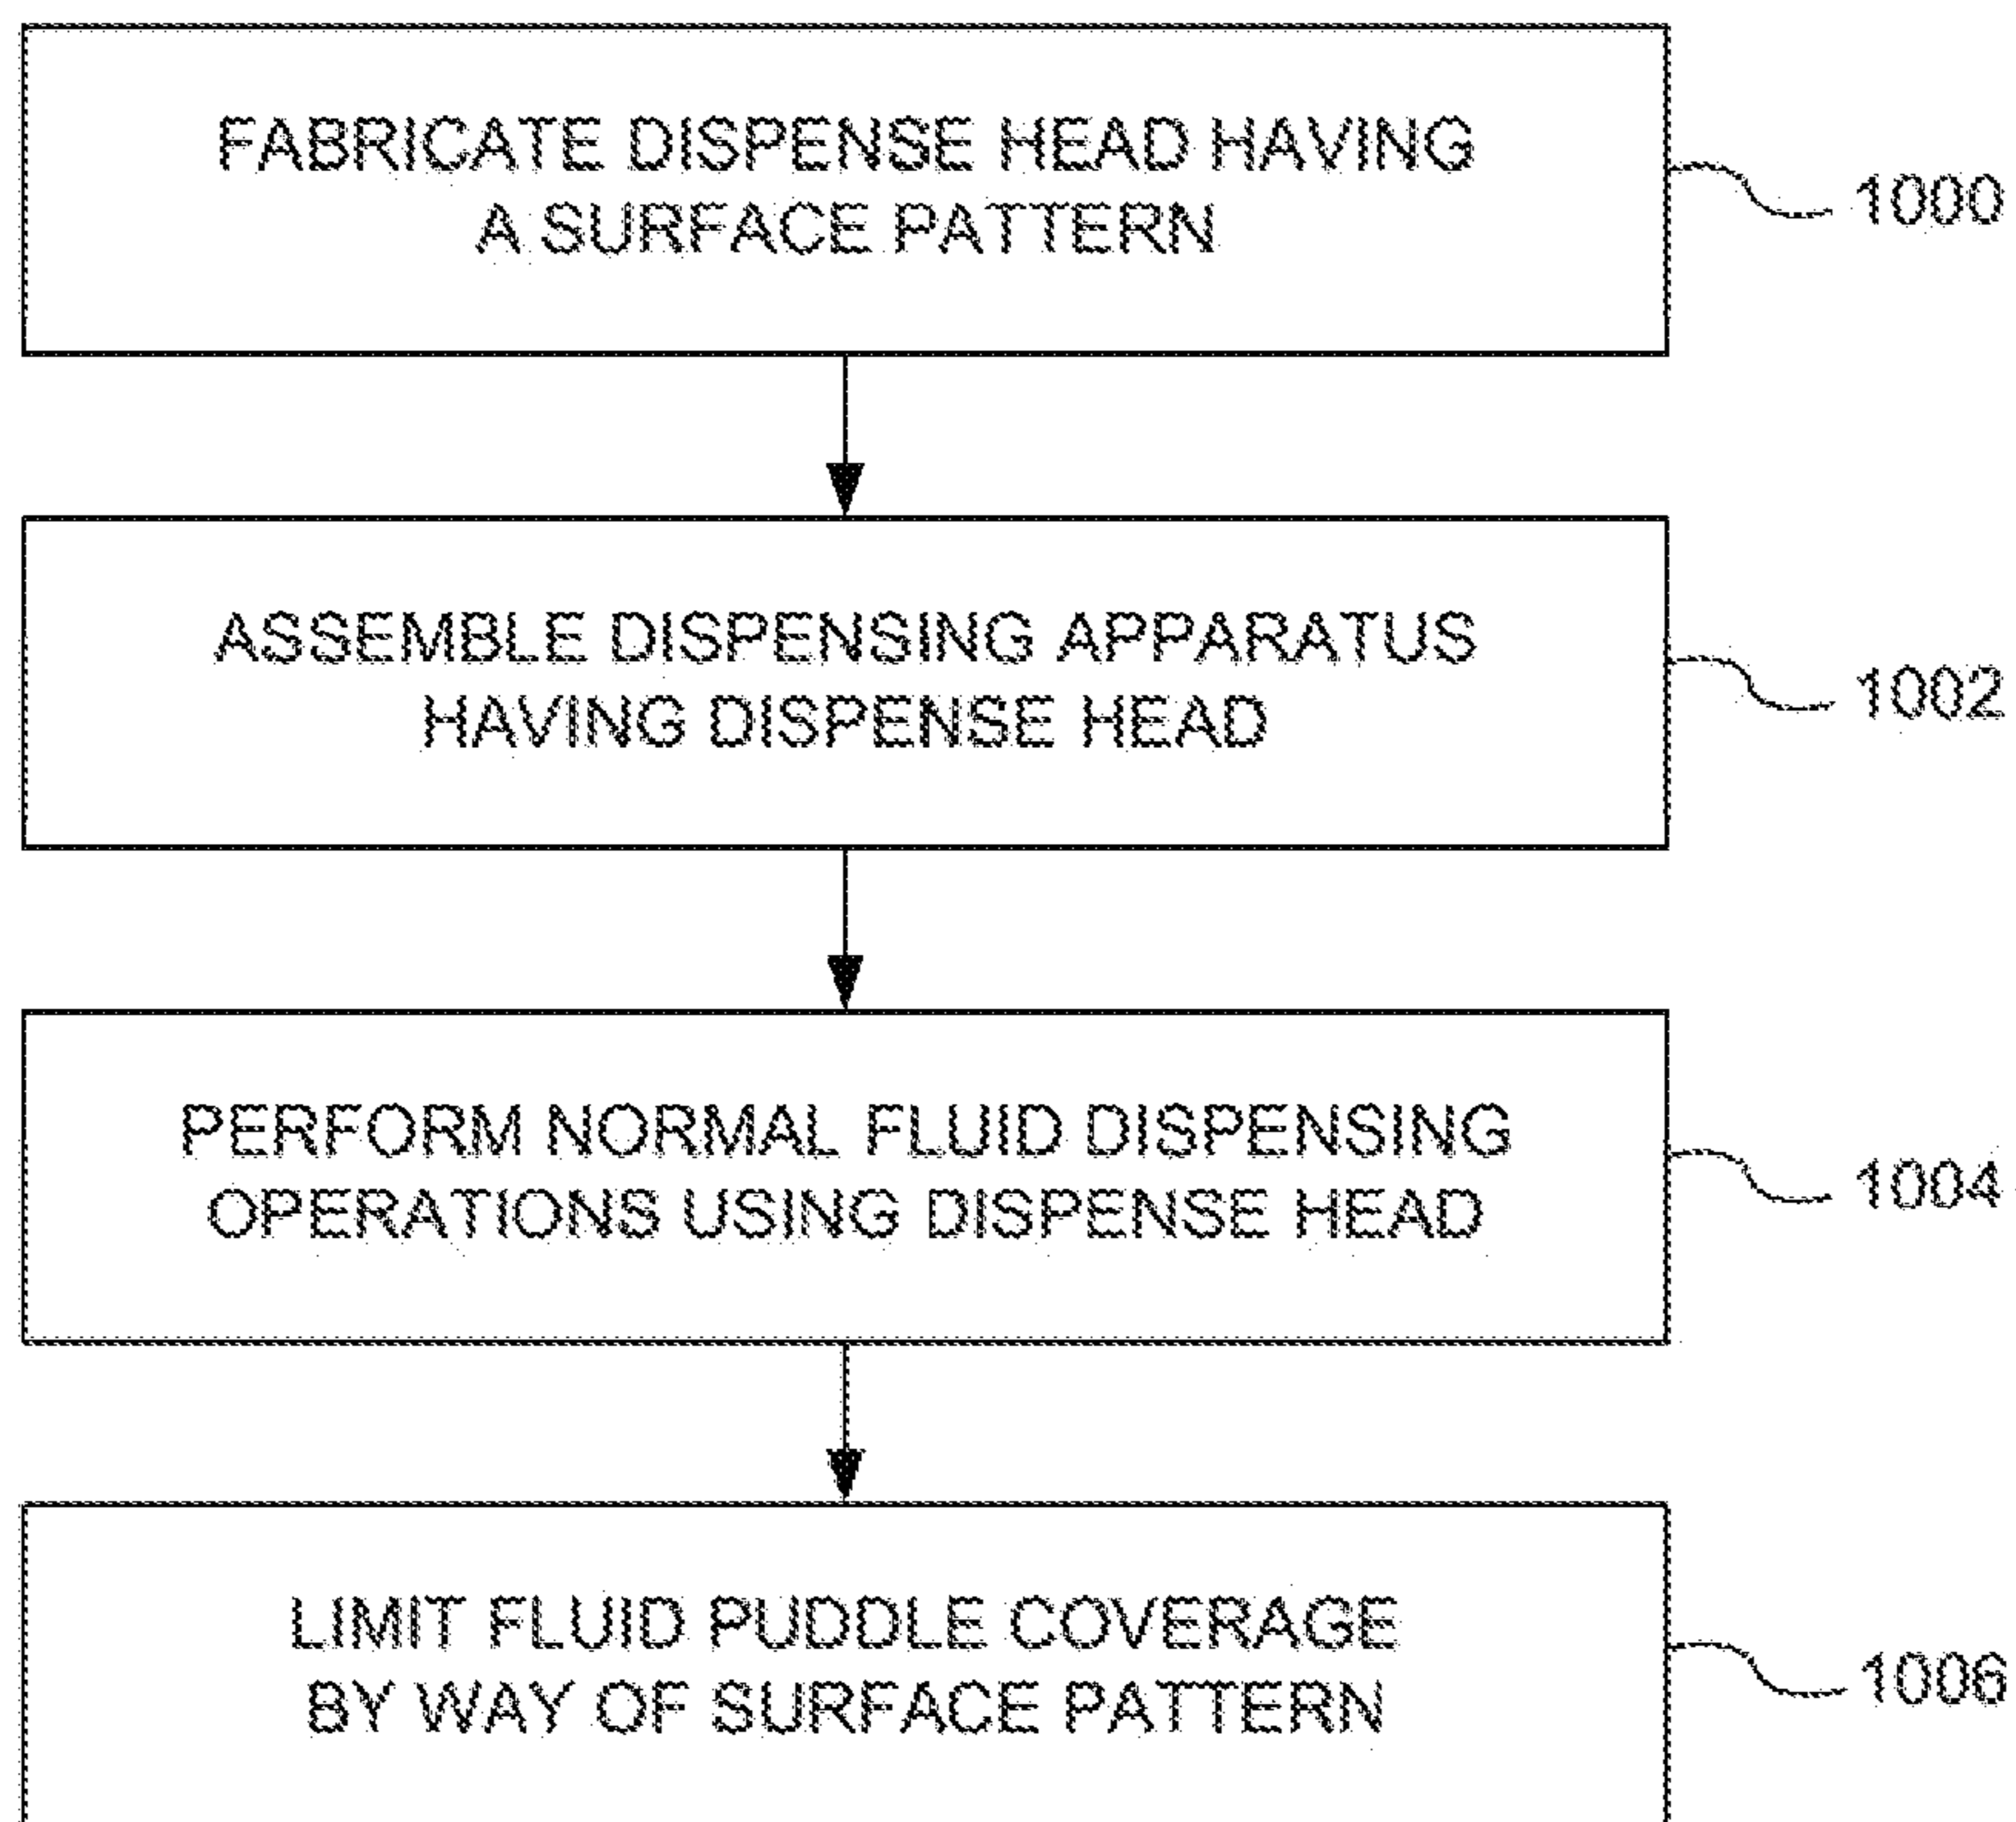 FABRICATE DISPENSE HEAD HAVING
A SURFACE PATTERN
1000
ASSEMBLE DISPENSING APPARATUS
HAVING DISPENSE HEAD
1002
PERFORM NORMAL FLUID DISPENSING
OPERATIONS USING DISPENSE HEAD
1004
LIMIT FLUID PUDDLE COVERAGE
BY WAY OF SURFACE PATTERN
1006